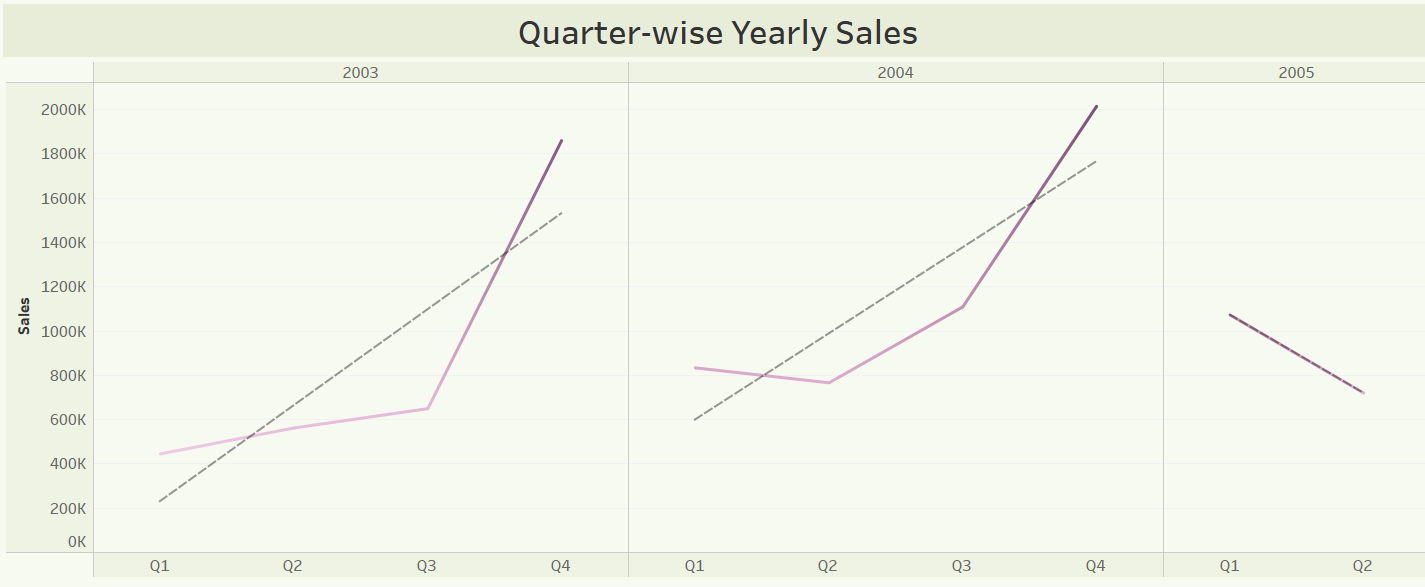 Quarter-wise Yearly Sales
2003 2004 2005
2000K
1800K
1600K
1400K
1200K
1000K
800K
600K
400K
200K
0K
Sales
Q1 Q2 Q3 Q4 Q1 Q2 Q3 Q4 Q1 Q2